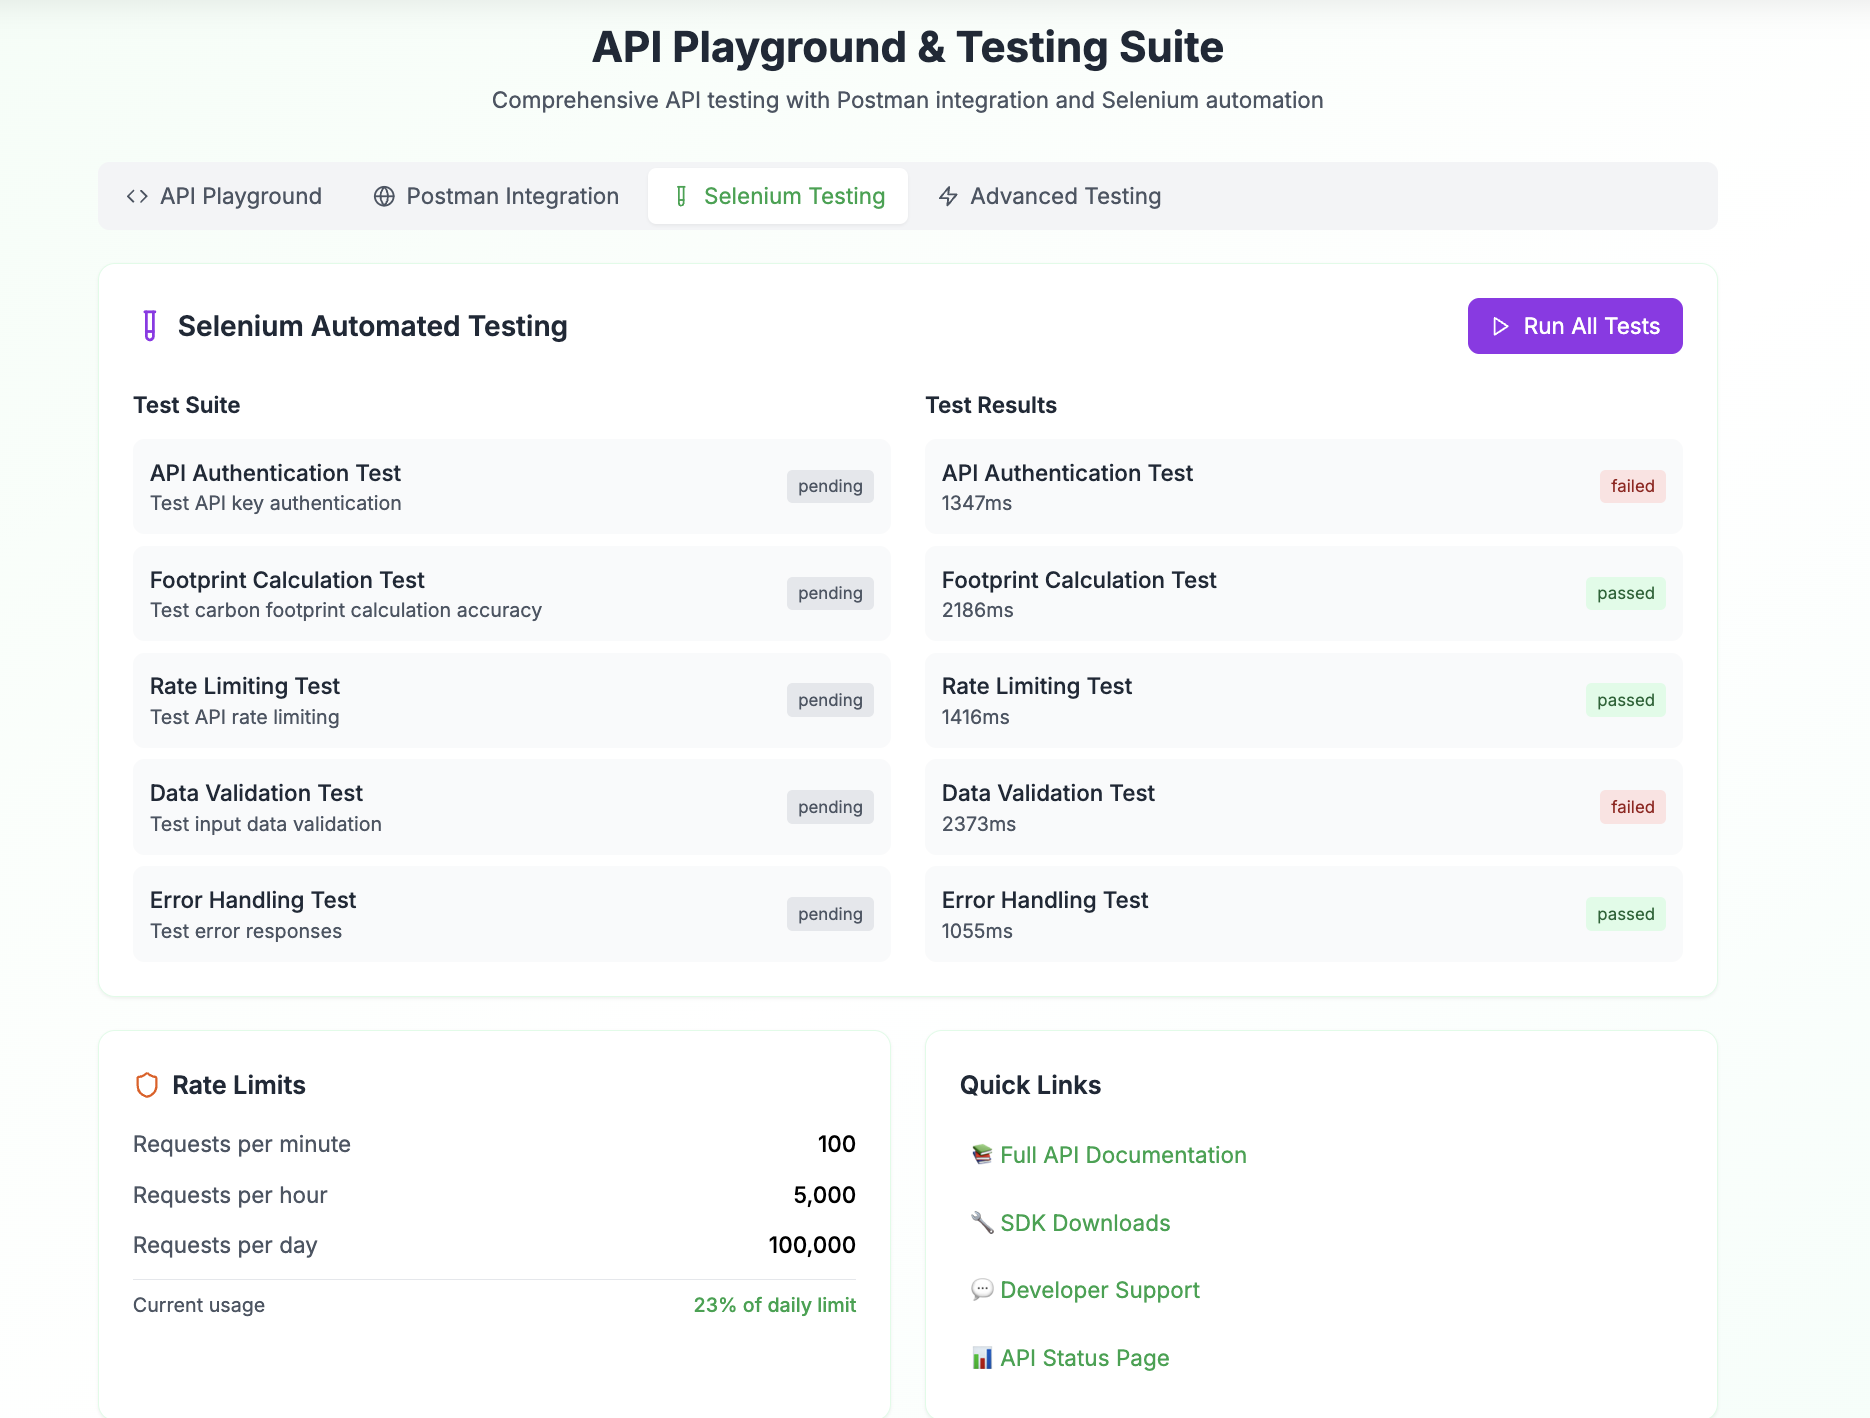 API Playground & Testing Suite
Comprehensive API testing with Postman integration and Selenium automation
API Playground
Postman Integration
Selenium Testing
Advanced Testing
Selenium Automated Testing
Run All Tests
Test Suite
API Authentication Test
Test API key authentication
pending
Footprint Calculation Test
Test carbon footprint calculation accuracy
pending
Rate Limiting Test
Test API rate limiting
pending
Data Validation Test
Test input data validation
pending
Error Handling Test
Test error responses
pending
Test Results
API Authentication Test
1347ms
failed
Footprint Calculation Test
2186ms
passed
Rate Limiting Test
1416ms
passed
Data Validation Test
2373ms
failed
Error Handling Test
1055ms
passed
Rate Limits
Requests per minute 100
Requests per hour 5,000
Requests per day 100,000
Current usage 23% of daily limit
Quick Links
Full API Documentation
SDK Downloads
Developer Support
API Status Page